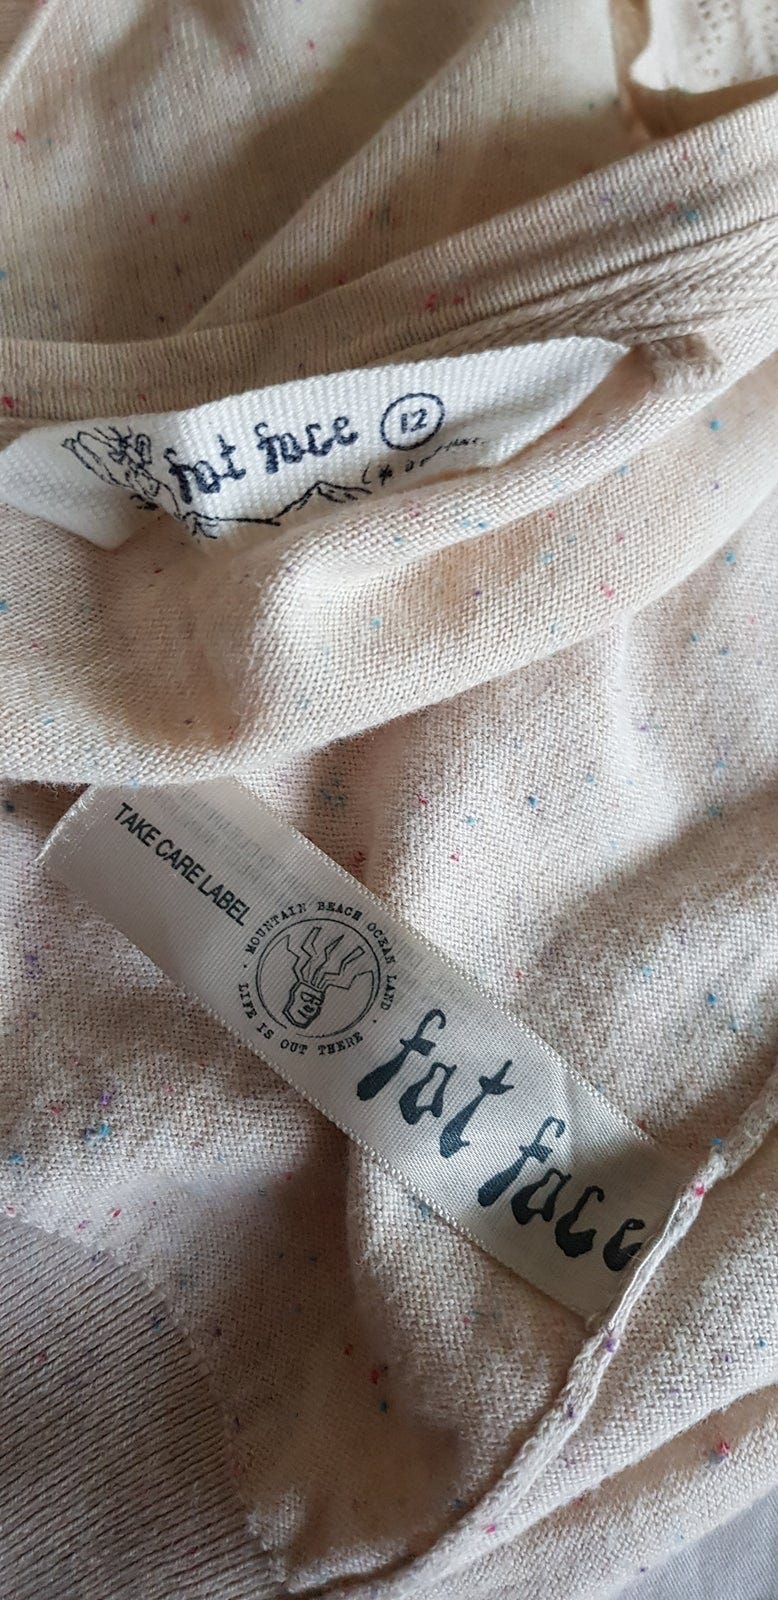 fat face 12
TAKE CARE LABEL
· MOUNTAIN BEACH OCEAN LAND ·
LIFE IS OUT THERE
fat face